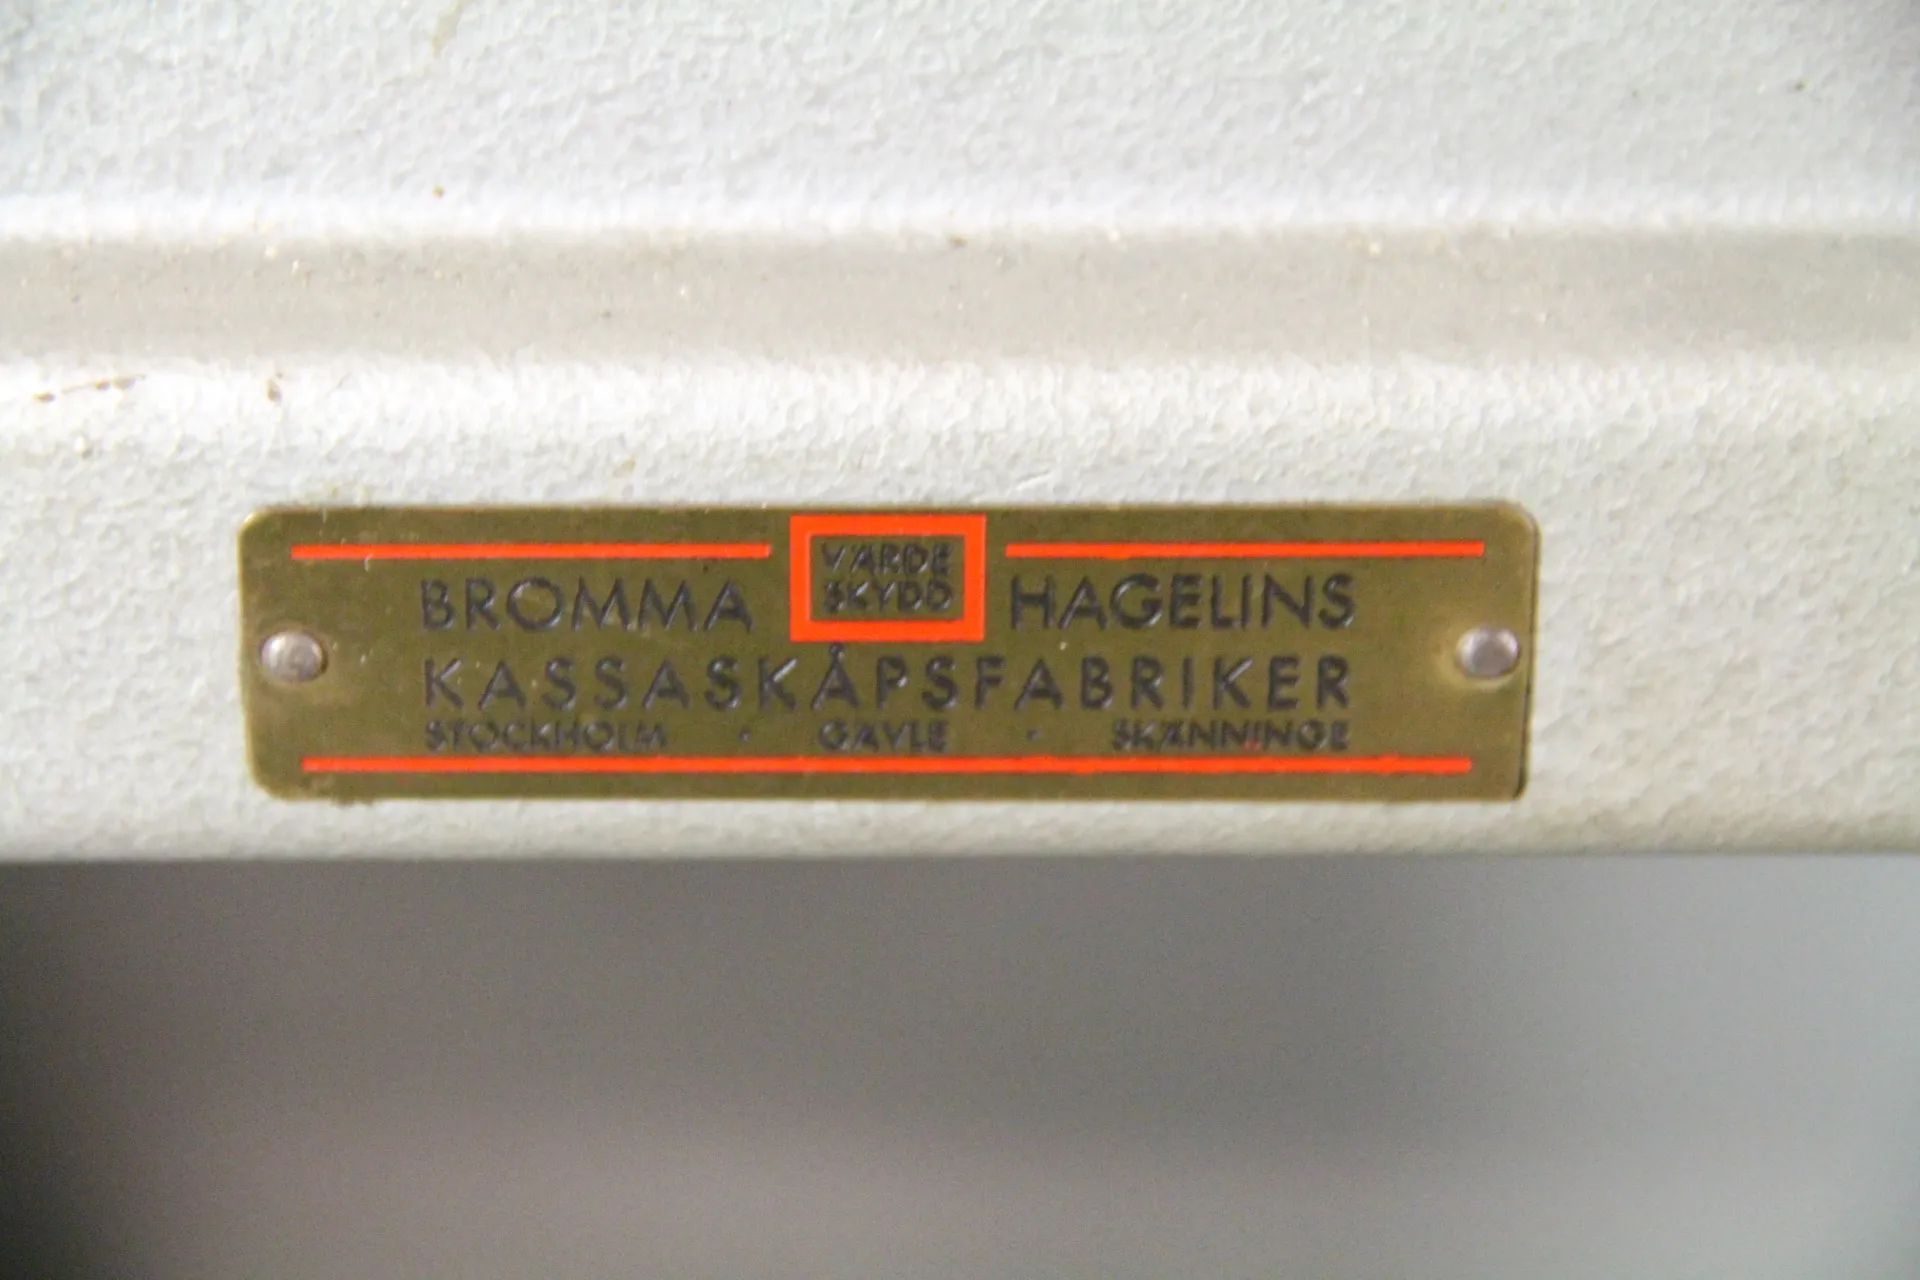 VÄRDE
SKYDD
BROMMA HAGELINS
KASSASKÅPSFABRIKER
STOCKHOLM · GÄVLE · SKÄNNINGE